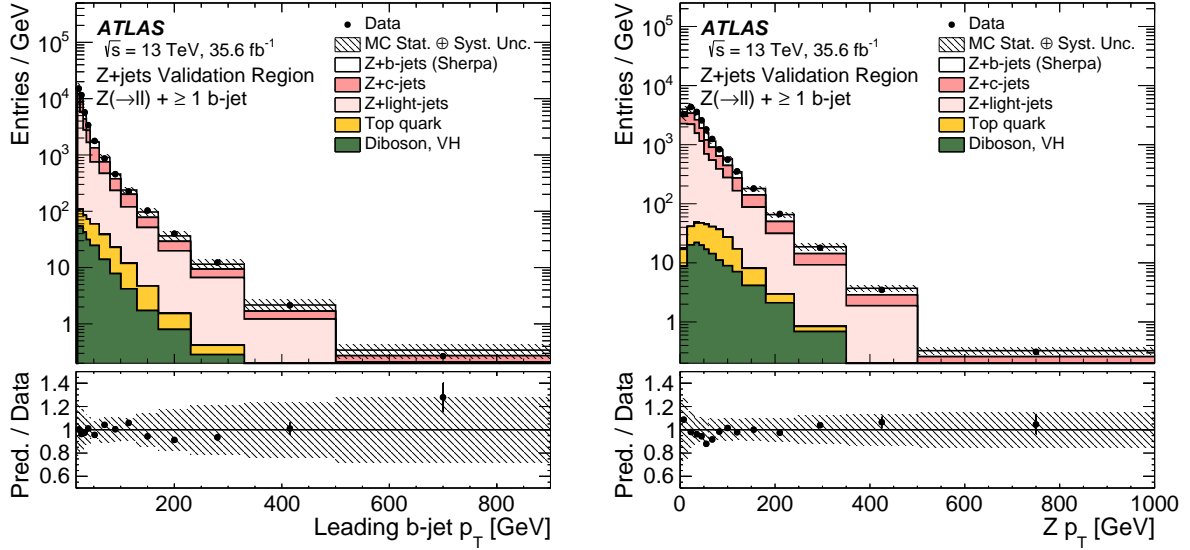 ATLAS
√s = 13 TeV, 35.6 fb⁻¹
Z+jets Validation Region
Z(→ll) + ≥ 1 b-jet
Data
MC Stat. ⊕ Syst. Unc.
Z+b-jets (Sherpa)
Z+c-jets
Z+light-jets
Top quark
Diboson, VH
Entries / GeV
10⁵
10⁴
10³
10²
10
1
Pred. / Data
1.4
1.2
1.0
0.8
0.6
200 400 600 800
Leading b-jet p_T [GeV]
ATLAS
√s = 13 TeV, 35.6 fb⁻¹
Z+jets Validation Region
Z(→ll) + ≥ 1 b-jet
Data
MC Stat. ⊕ Syst. Unc.
Z+b-jets (Sherpa)
Z+c-jets
Z+light-jets
Top quark
Diboson, VH
Entries / GeV
10⁵
10⁴
10³
10²
10
1
Pred. / Data
1.4
1.2
1.0
0.8
0.6
0 200 400 600 800 1000
Z p_T [GeV]